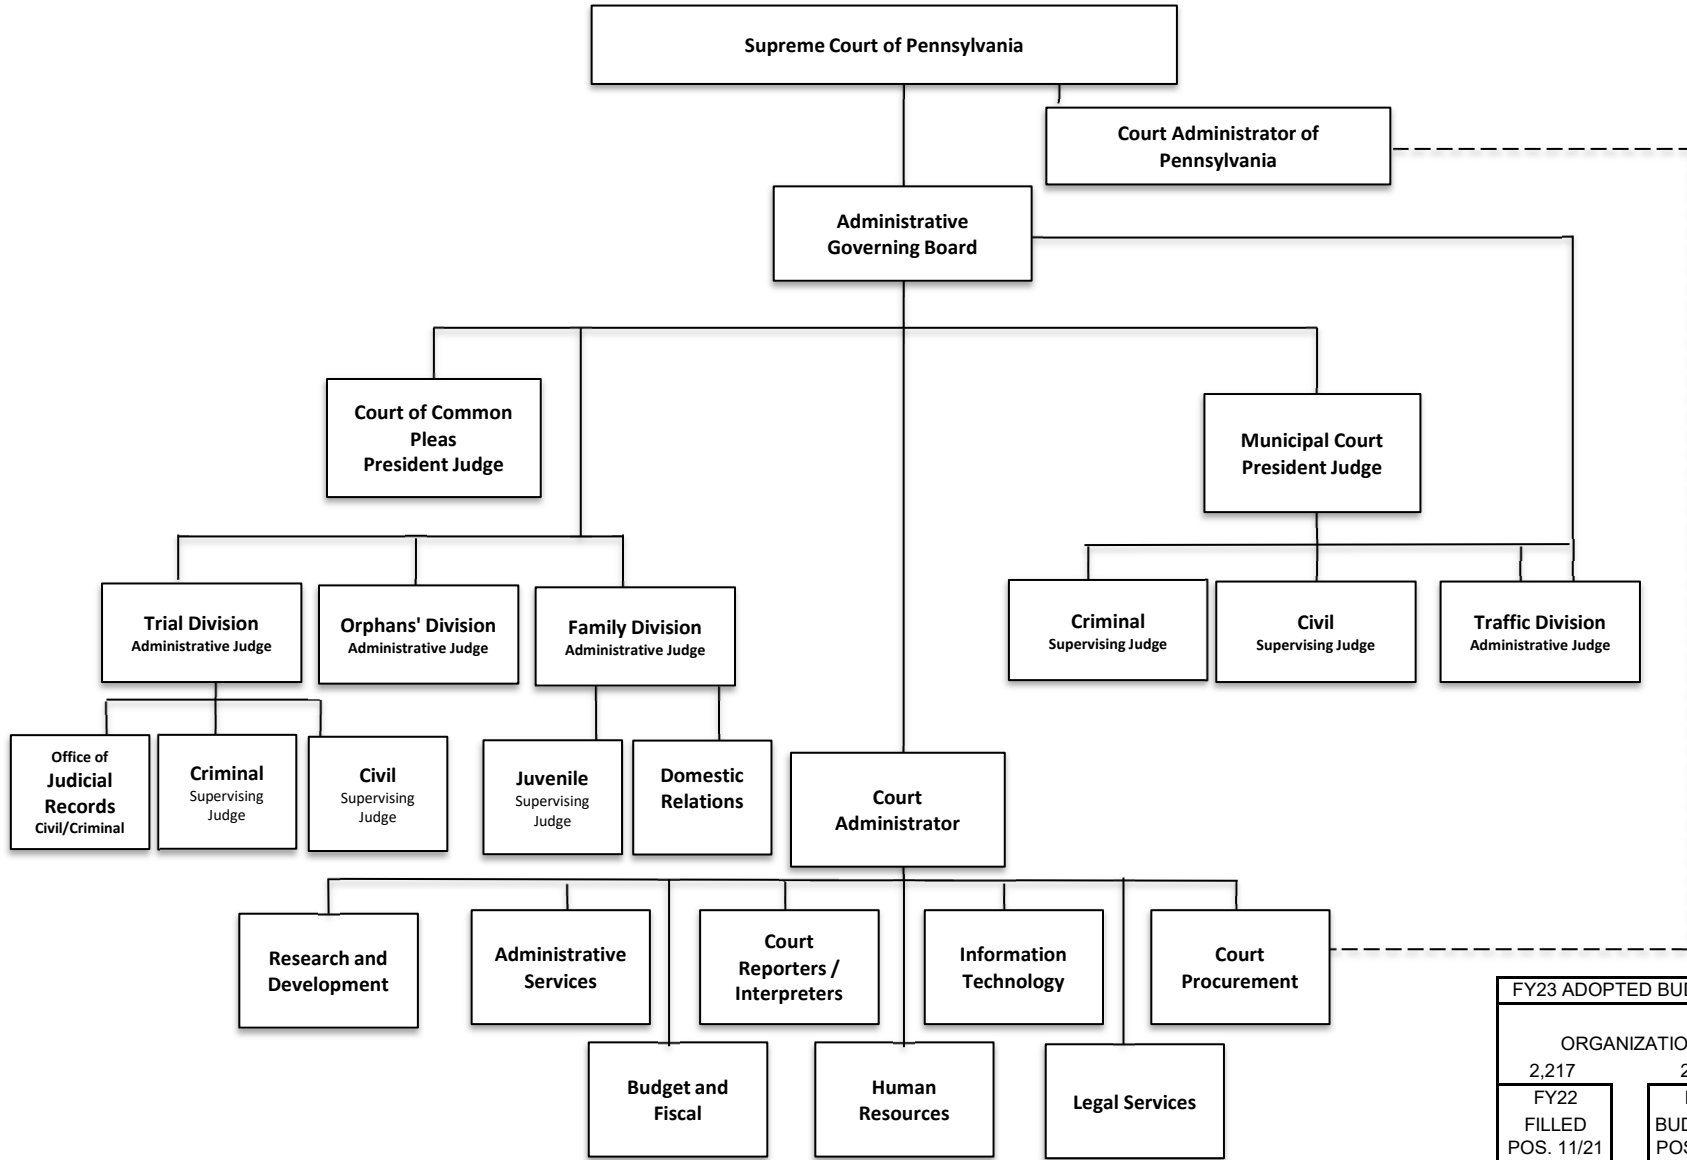 Supreme Court of Pennsylvania
Court Administrator of
Pennsylvania
Administrative
Governing Board
Court of Common
Pleas
President Judge
Municipal Court
President Judge
Trial Division
Administrative Judge
Orphans' Division
Administrative Judge
Family Division
Administrative Judge
Criminal
Supervising Judge
Civil
Supervising Judge
Traffic Division
Administrative Judge
Office of
Judicial
Records
Civil/Criminal
Criminal
Supervising
Judge
Civil
Supervising
Judge
Juvenile
Supervising
Judge
Domestic
Relations
Court
Administrator
Research and
Development
Administrative
Services
Court
Reporters /
Interpreters
Information
Technology
Court
Procurement
Budget and
Fiscal
Human
Resources
Legal Services
FY23 ADOPTED
ORGANIZATIO
2,217
FY22
FILLED
POS. 11/21